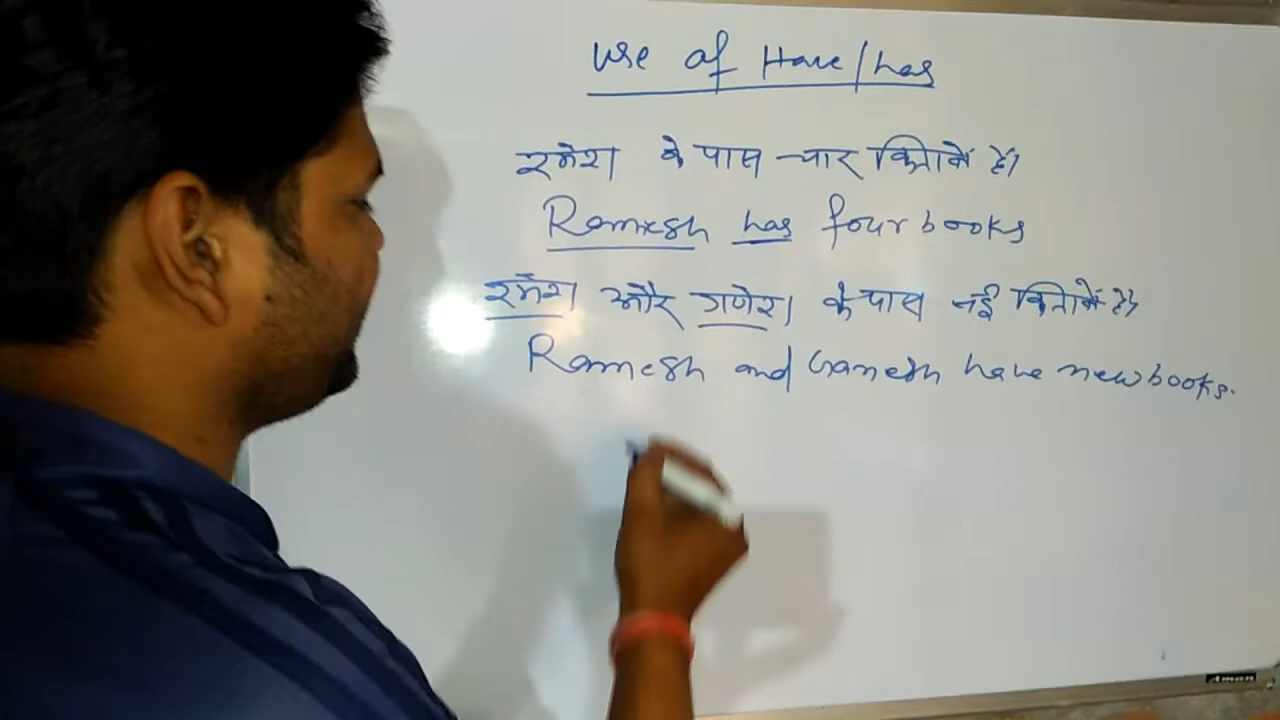 Use of Have/has
रमेश के पास चार किताबें हैं।
Ramesh has four books
रमेश और गणेश के पास नई किताबें हैं।
Ramesh and Ganesh have new books.
Aman